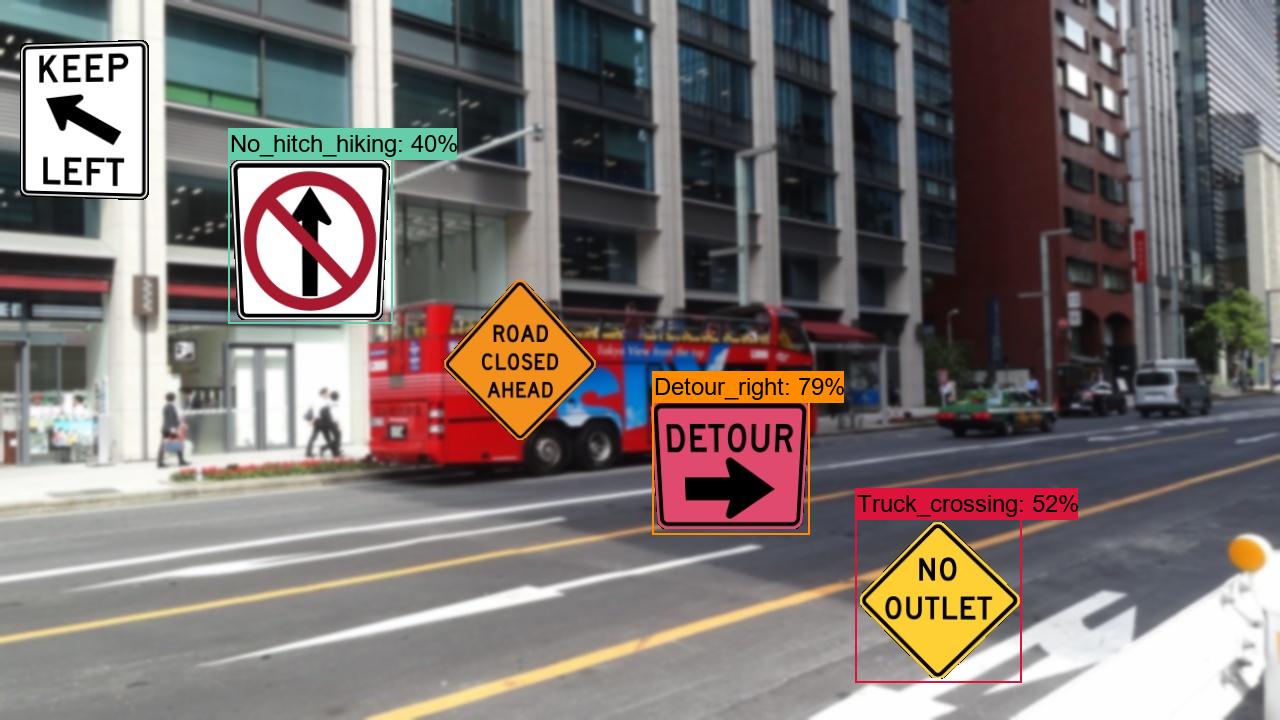 KEEP
LEFT
No_hitch_hiking: 40%
ROAD
CLOSED
AHEAD
Detour_right: 79%
DETOUR
Truck_crossing: 52%
NO
OUTLET